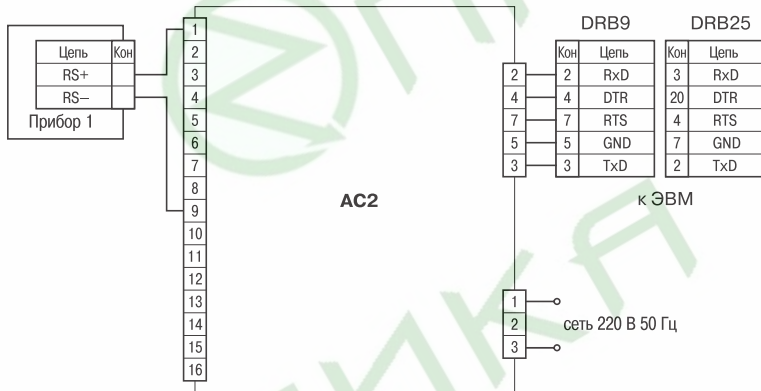 DRB9 DRB25
Цепь Кон
RS+
RS–
Прибор 1
1
2
3
4
5
6
7
8
9
10
11
12
13
14
15
16
AC2
2
4
7
5
3
Кон Цепь
2 RxD
4 DTR
7 RTS
5 GND
3 TxD
Кон Цепь
3 RxD
20 DTR
4 RTS
7 GND
2 TxD
к ЭВМ
1
2
3
сеть 220 В 50 Гц